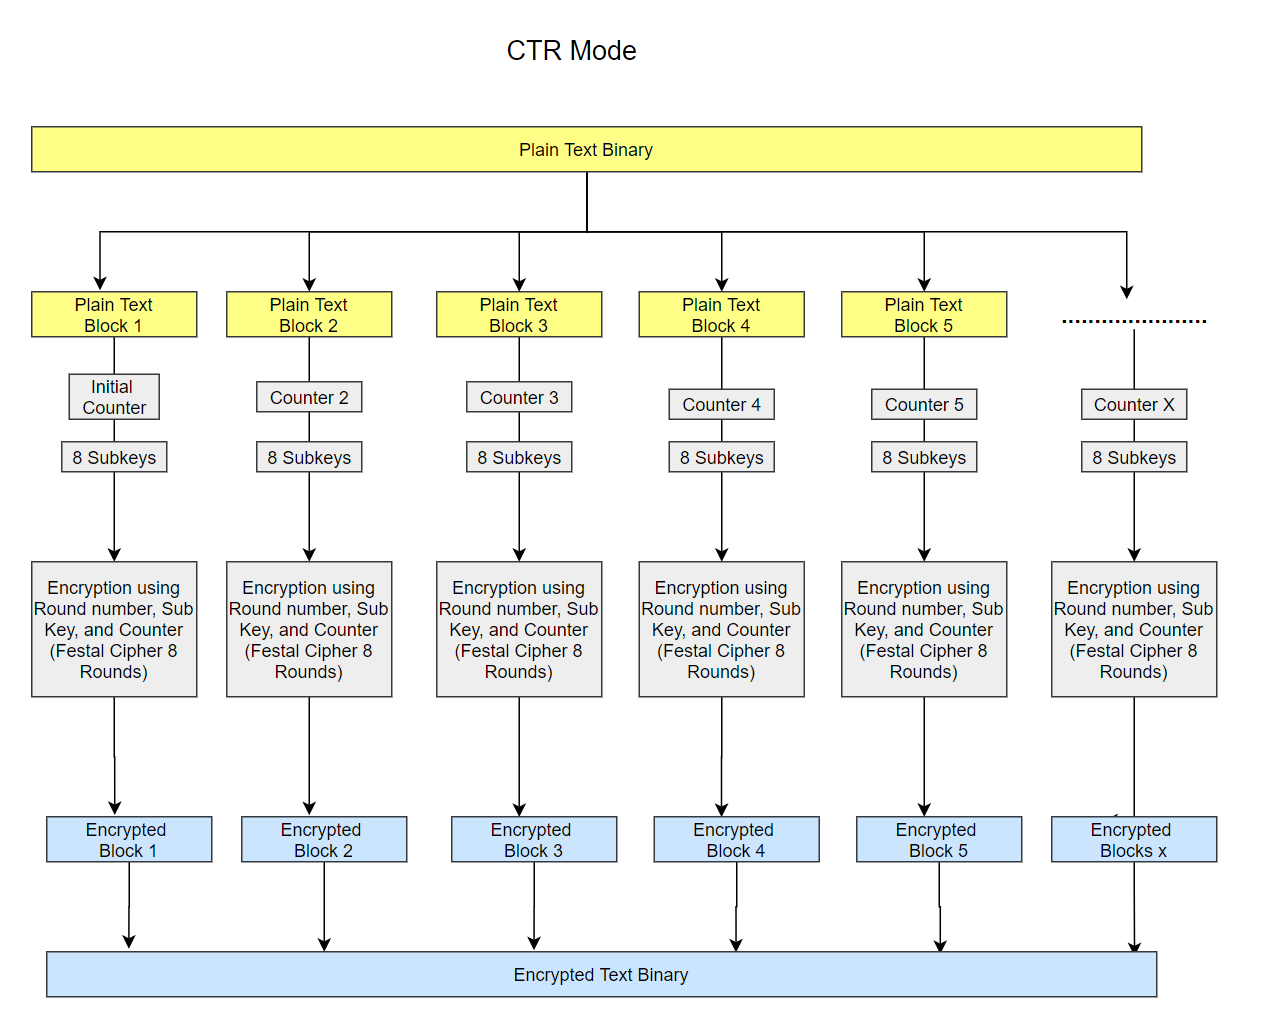 CTR Mode
Plain Text Binary
Plain Text
Block 1
Plain Text
Block 2
Plain Text
Block 3
Plain Text
Block 4
Plain Text
Block 5
......................
Initial
Counter
Counter 2
Counter 3
Counter 4
Counter 5
Counter X
8 Subkeys
8 Subkeys
8 Subkeys
8 Subkeys
8 Subkeys
8 Subkeys
Encryption using
Round number, Sub
Key, and Counter
(Festal Cipher 8
Rounds)
Encryption using
Round number, Sub
Key, and Counter
(Festal Cipher 8
Rounds)
Encryption using
Round number, Sub
Key, and Counter
(Festal Cipher 8
Rounds)
Encryption using
Round number, Sub
Key, and Counter
(Festal Cipher 8
Rounds)
Encryption using
Round number, Sub
Key, and Counter
(Festal Cipher 8
Rounds)
Encryption using
Round number, Sub
Key, and Counter
(Festal Cipher 8
Rounds)
Encrypted
Block 1
Encrypted
Block 2
Encrypted
Block 3
Encrypted
Block 4
Encrypted
Block 5
Encrypted
Blocks x
Encrypted Text Binary